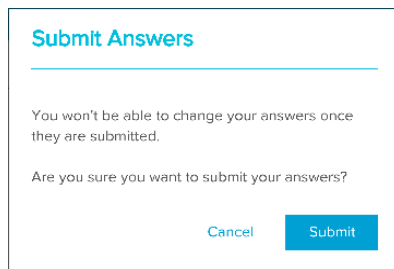 Submit Answers
You won't be able to change your answers once
they are submitted.
Are you sure you want to submit your answers?
Cancel Submit